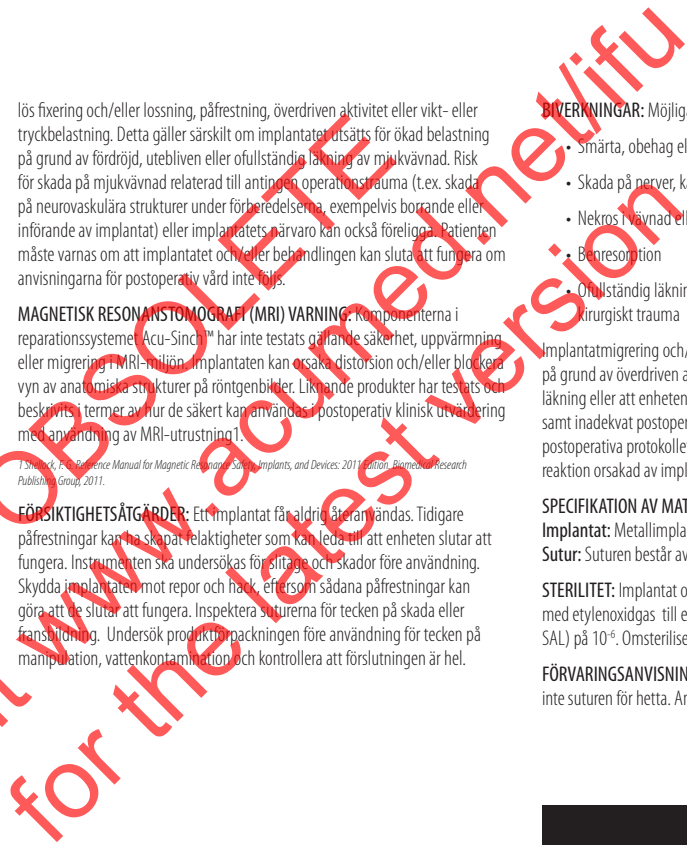 lös fixering och/eller lossning, påfrestning, överdriven aktivitet eller vikt- eller
tryckbelastning. Detta gäller särskilt om implantatet utsätts för ökad belastning
på grund av fördröjd, utebliven eller ofullständig läkning av mjukvävnad. Risk
för skada på mjukvävnad relaterad till antingen operationstrauma (t.ex. skada
på neurovaskulära strukturer under förberedelserna, exempelvis borrande eller
införande av implantat) eller implantatets närvaro kan också föreligga. Patienten
måste varnas om att implantatet och/eller behandlingen kan sluta att fungera om
anvisningarna för postoperativ vård inte följs.
MAGNETISK RESONANSTOMOGRAFI (MRI) VARNING: Komponenterna i
reparationssystemet Acu-Sinch™ har inte testats gällande säkerhet, uppvärmning
eller migrering i MRI-miljön. Implantaten kan orsaka distorsion och/eller blockera
vyn av anatomiska strukturer på röntgenbilder. Liknande produkter har testats och
beskrivits i termer av hur de säkert kan användas i postoperativ klinisk utvärdering
med användning av MRI-utrustning1.
1 Shellock, F. G. Reference Manual for Magnetic Resonance Safety, Implants, and Devices: 2011 Edition. Biomedical Research
Publishing Group, 2011.
FÖRSIKTIGHETSÅTGÄRDER: Ett implantat får aldrig återanvändas. Tidigare
påfrestningar kan ha skapat felaktigheter som kan leda till att enheten slutar att
fungera. Instrumenten ska undersökas för slitage och skador före användning.
Skydda implantaten mot repor och hack, eftersom sådana påfrestningar kan
göra att de slutar att fungera. Inspektera suturerna för tecken på skada eller
fransbildning. Undersök produktförpackningen före användning för tecken på
manipulation, vattenkontamination och kontrollera att förslutningen är hel.
BIVERKNINGAR: Möjliga
• Smärta, obehag el
• Skada på nerver, k
• Nekros i vävnad el
• Benresorption
• Ofullständig läknin
kirurgiskt trauma
Implantatmigrering och/
på grund av överdriven a
läkning eller att enheten
samt inadekvat postoper
postoperativa protokollet
reaktion orsakad av impl
SPECIFIKATION AV MAT
Implantat: Metallimpla
Sutur: Suturen består av
STERILITET: Implantat o
med etylenoxidgas till e
SAL) på 10-6. Omsterilise
FÖRVARINGSANVISNIN
inte suturen för hetta. An
OBSOLETE
www.acumed.net/ifu
for the latest version